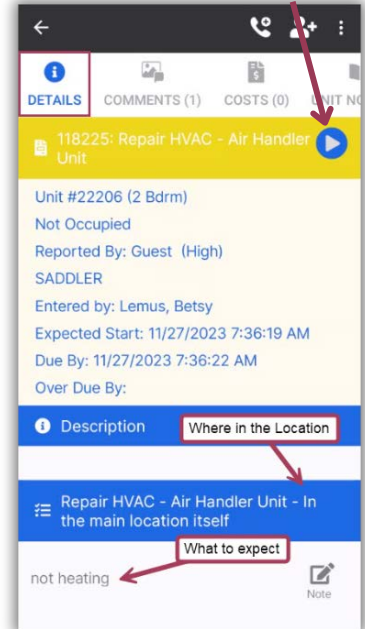 DETAILS COMMENTS (1) COSTS (0) UNIT NO
118225: Repair HVAC - Air Handler
Unit
Unit #22206 (2 Bdrm)
Not Occupied
Reported By: Guest (High)
SADDLER
Entered by: Lemus, Betsy
Expected Start: 11/27/2023 7:36:19 AM
Due By: 11/27/2023 7:36:22 AM
Over Due By:
Description
Where in the Location
Repair HVAC - Air Handler Unit - In
the main location itself
What to expect
not heating
Note